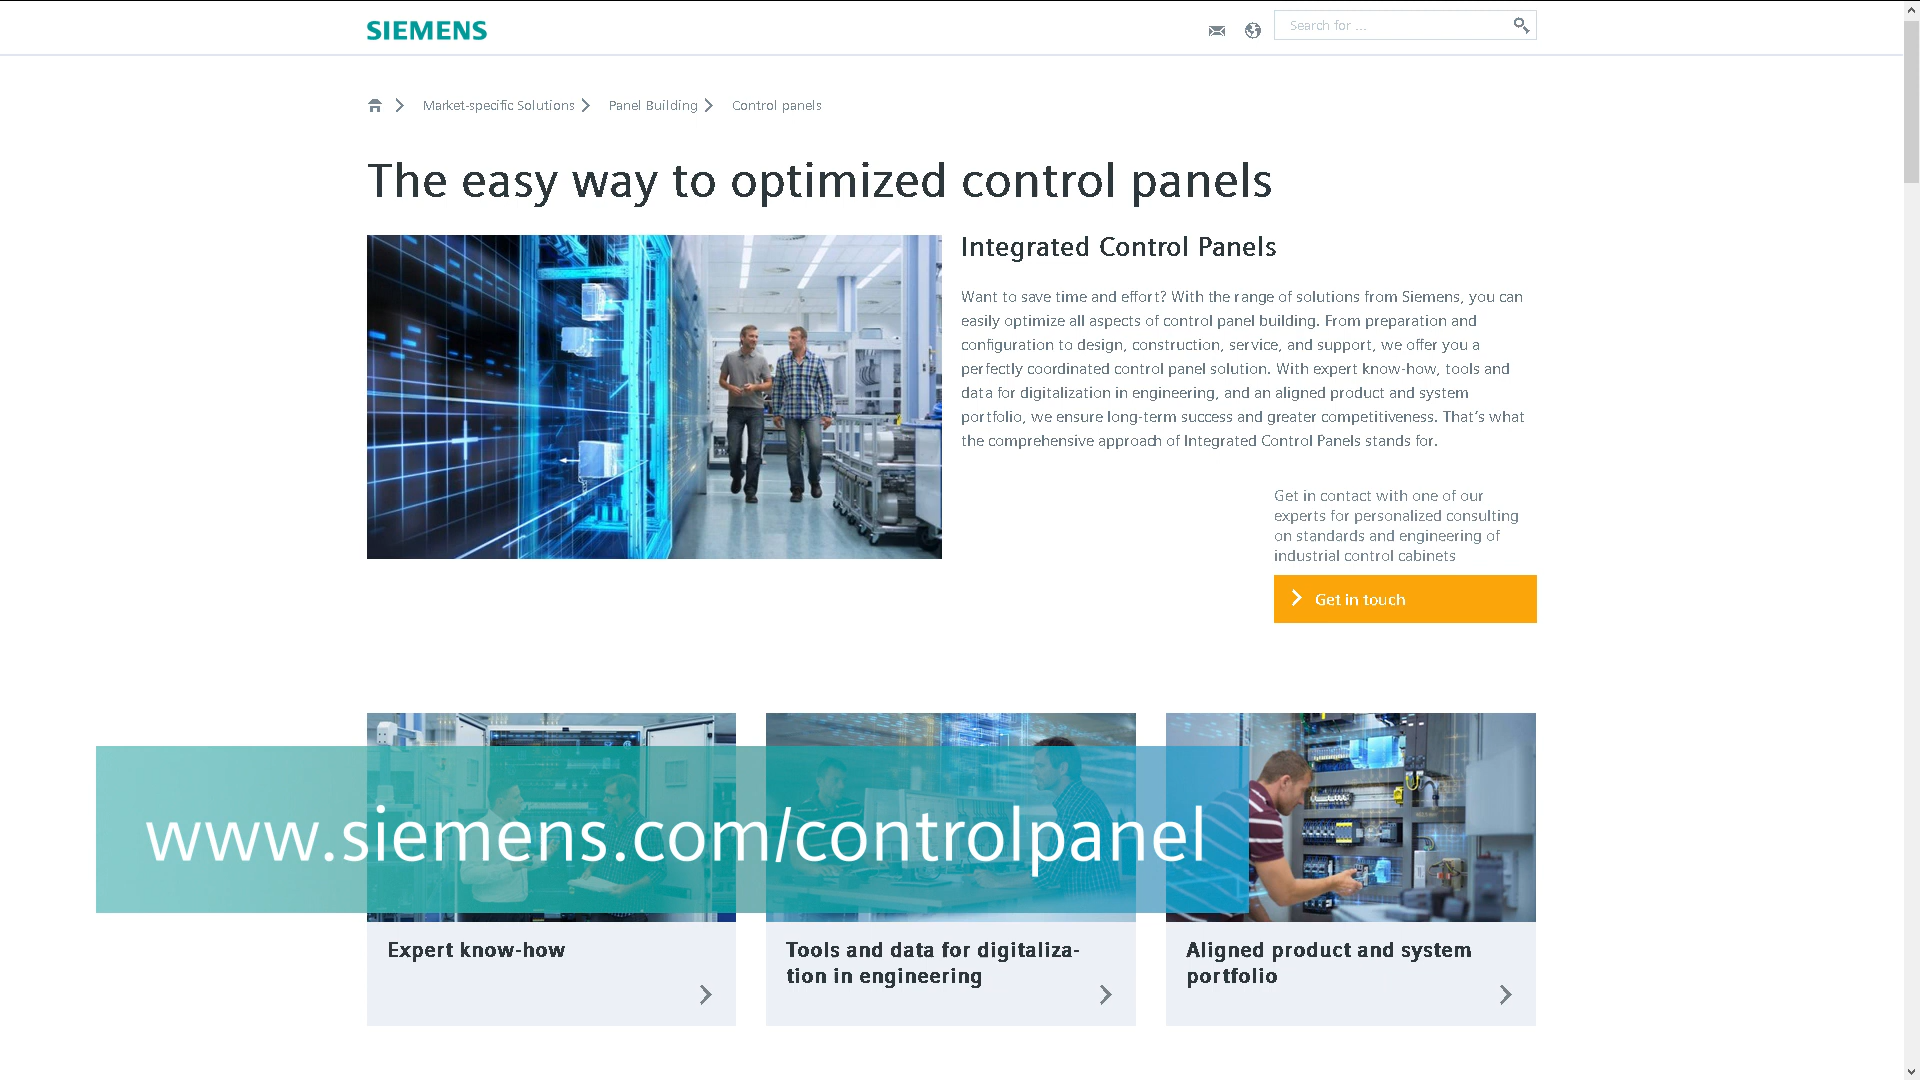 SIEMENS
Search for ...
Market-specific Solutions
Panel Building
Control panels
The easy way to optimized control panels
Integrated Control Panels
Want to save time and effort? With the range of solutions from Siemens, you can
easily optimize all aspects of control panel building. From preparation and
configuration to design, construction, service, and support, we offer you a
perfectly coordinated control panel solution. With expert know-how, tools and
data for digitalization in engineering, and an aligned product and system
portfolio, we ensure long-term success and greater competitiveness. That’s what
the comprehensive approach of Integrated Control Panels stands for.
Get in contact with one of our
experts for personalized consulting
on standards and engineering of
industrial control cabinets
Get in touch
www.siemens.com/controlpanel
Expert know-how
Tools and data for digitaliza-
tion in engineering
Aligned product and system
portfolio